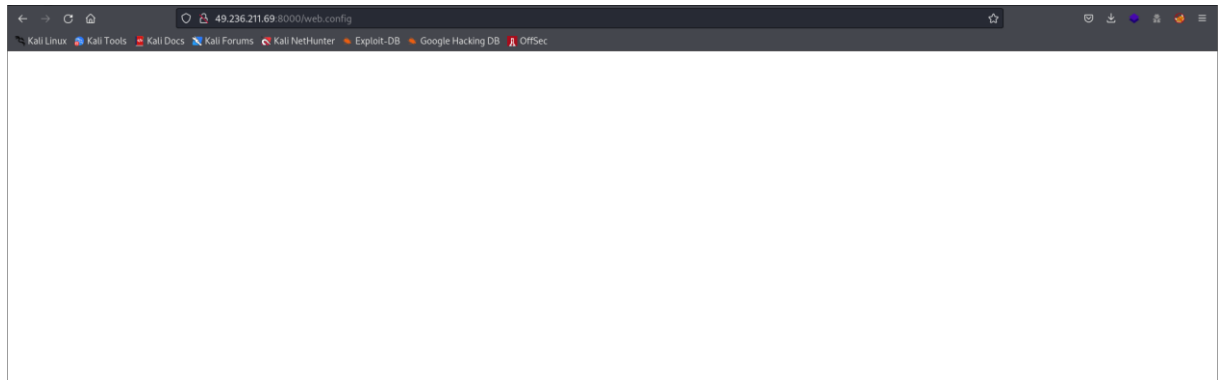 49.236.211.69:8000/web.config
Kali Linux Kali Tools Kali Docs Kali Forums Kali NetHunter Exploit-DB Google Hacking DB OffSec